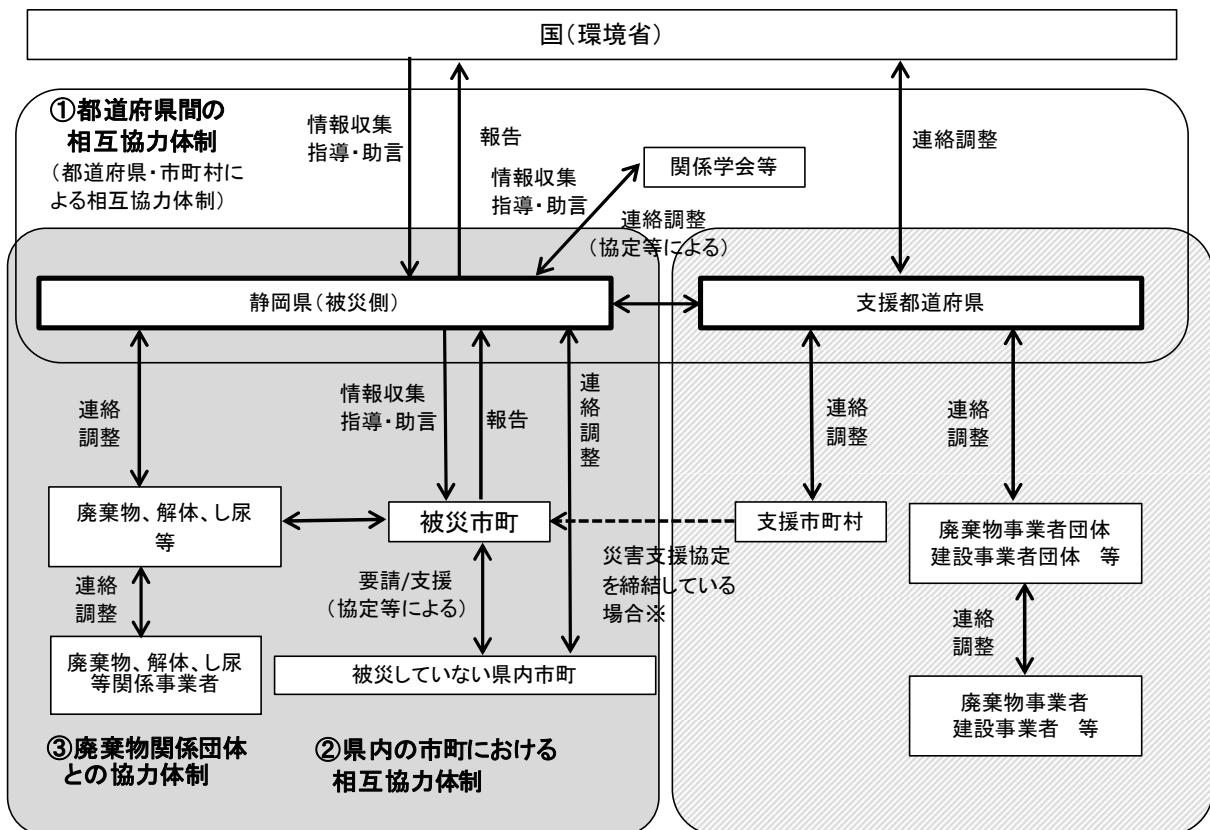 国(環境省)
①都道府県間の
相互協力体制
(都道府県・市町村に
よる相互協力体制)
情報収集
指導・助言
報告
情報収集
指導・助言
関係学会等
連絡調整
連絡調整
(協定等による)
静岡県(被災側)
支援都道府県
連絡
調整
情報収集
指導・助言
報告
連絡調整
連絡
調整
連絡
調整
廃棄物、解体、し尿
等
被災市町
支援市町村
廃棄物事業者団体
建設事業者団体 等
連絡
調整
要請/支援
(協定等による)
災害支援協定
を締結している
場合※
連絡
調整
廃棄物、解体、し尿
等関係事業者
被災していない県内市町
廃棄物事業者
建設事業者 等
③廃棄物関係団体
との協力体制
②県内の市町における
相互協力体制